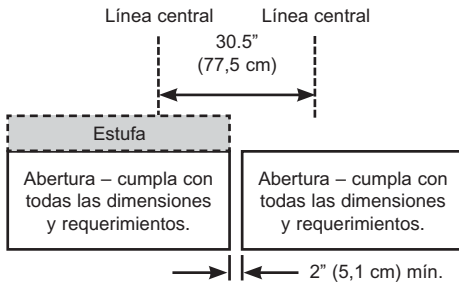 Línea central Línea central
30.5”
(77,5 cm)
Estufa
Abertura – cumpla con
todas las dimensiones
y requerimientos.
Abertura – cumpla con
todas las dimensiones
y requerimientos.
2” (5,1 cm) mín.